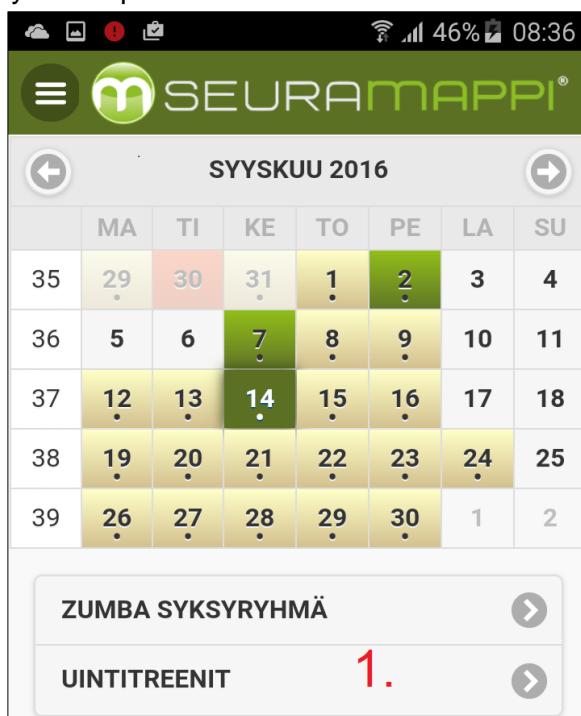 46% 08:36
m SEURAMAPPI®
SYYSKUU 2016
MA TI KE TO PE LA SU
35 29 30 31 1 2 3 4
36 5 6 7 8 9 10 11
37 12 13 14 15 16 17 18
38 19 20 21 22 23 24 25
39 26 27 28 29 30 1 2
ZUMBA SYKSYRYHMÄ
UINTITREENIT 1.